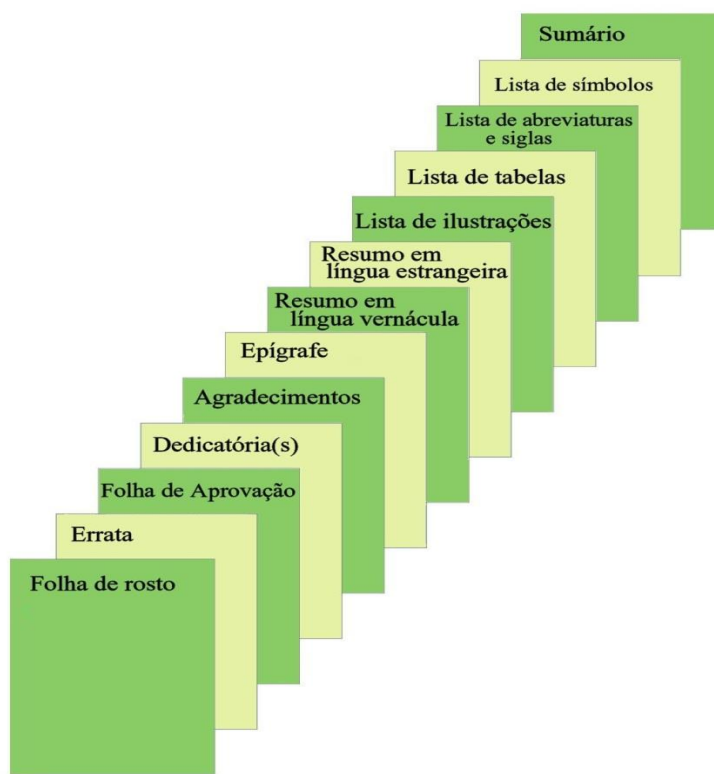 Sumário
Lista de símbolos
Lista de abreviaturas
e siglas
Lista de tabelas
Lista de ilustrações
Resumo em
língua estrangeira
Resumo em
língua vernácula
Epígrafe
Agradecimentos
Dedicatória(s)
Folha de Aprovação
Errata
Folha de rosto